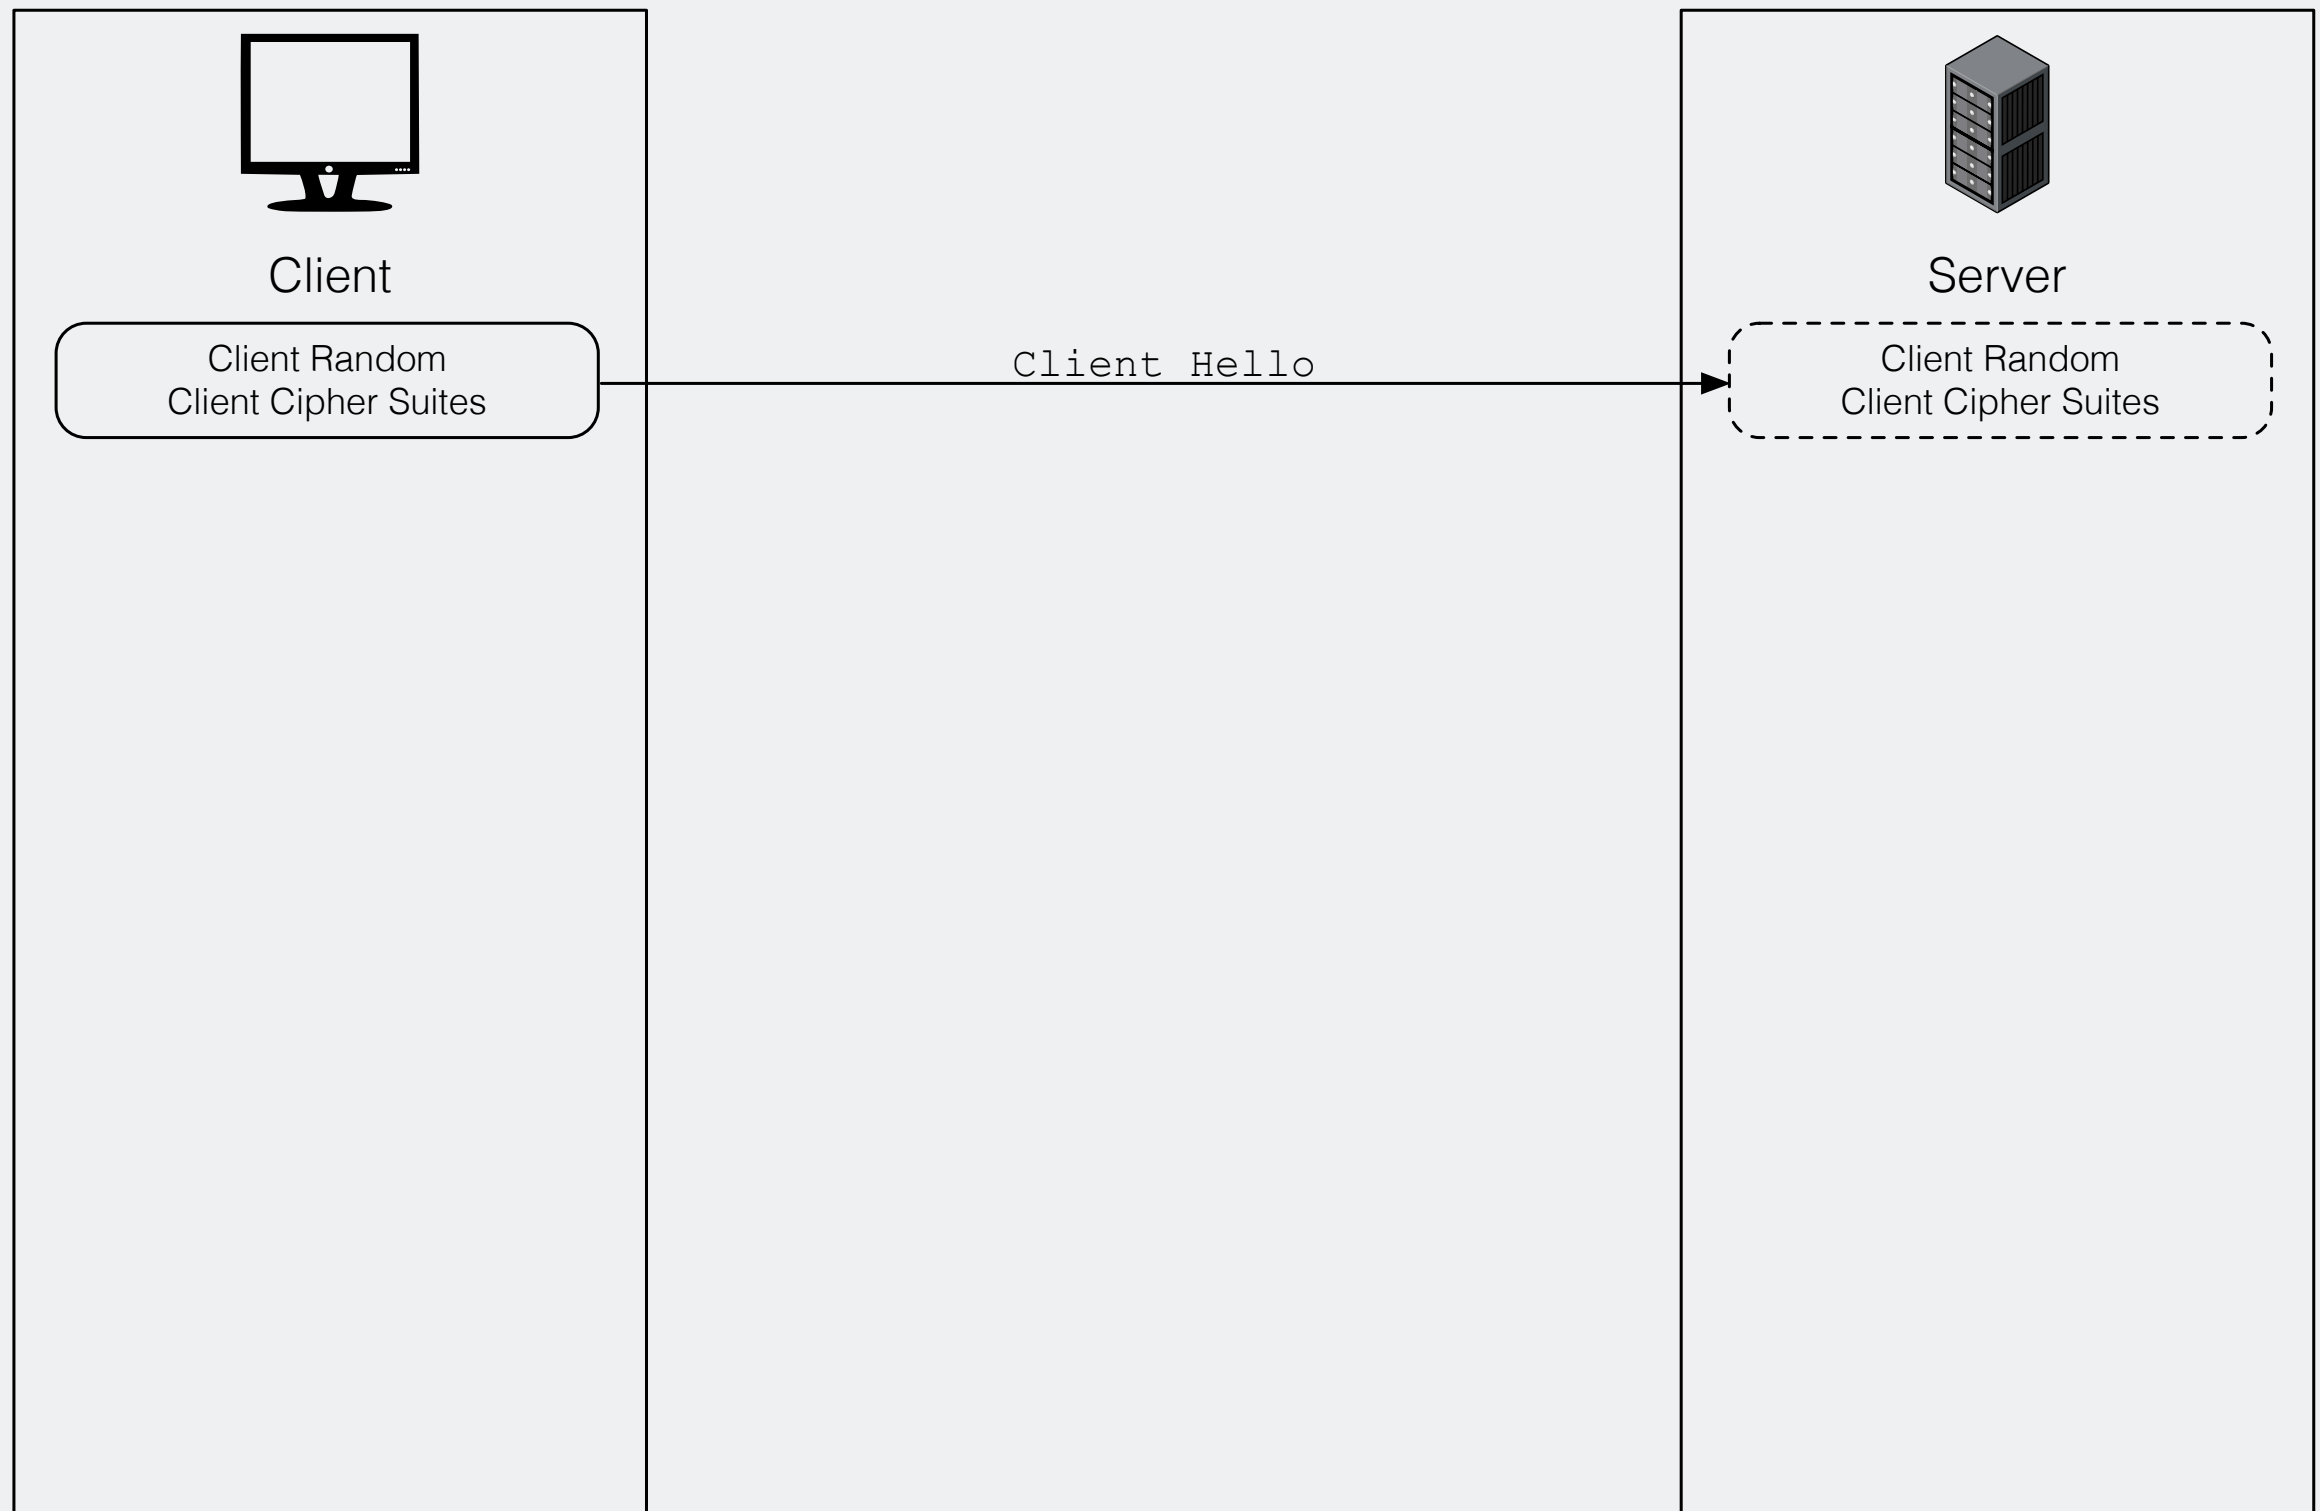 Client
Server
Client Random
Client Cipher Suites
Client Hello
Client Random
Client Cipher Suites